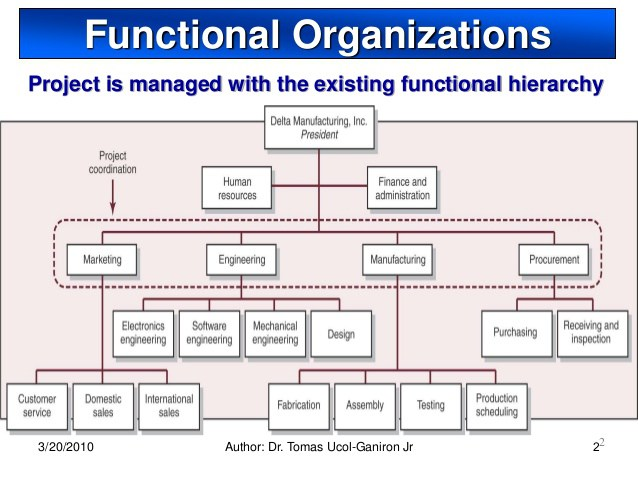 Functional Organizations
Project is managed with the existing functional hierarchy
Delta Manufacturing, Inc.
President
Project
coordination
Human
resources
Finance and
administration
Marketing
Engineering
Manufacturing
Procurement
Electronics
engineering
Software
engineering
Mechanical
engineering
Design
Purchasing
Receiving and
inspection
Customer
service
Domestic
sales
International
sales
Fabrication
Assembly
Testing
Production
scheduling
3/20/2010
Author: Dr. Tomas Ucol-Ganiron Jr
2
2